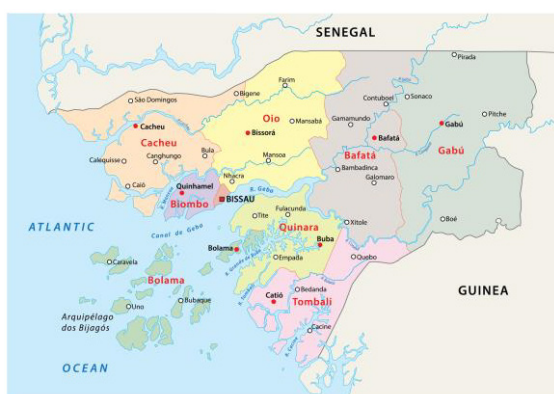 SENEGAL
Pirada
Farim
Bigene
São Domingos
Contuboel
Sonaco
Oio
Mansabá
Gamamundo
Pitche
Cacheu
Cacheu
Bissorá
Bafatá
Gabú
Bula
Calequisse
Canghungo
Mansoa
Bafatá
Gabú
Bambadinca
Nhacra
Galomaro
Caió
Quinhamel
R. Geba
Biombo
BISSAU
Fulacunda
Tite
Xitole
Boé
ATLANTIC
Canal do Geba
Quinara
Bolama
Buba
Empada
Quebo
Caravela
Bolama
Bedanda
Catió
Tombali
GUINEA
Uno
Bubaque
Arquipélago
dos Bijagós
Cacine
OCEAN